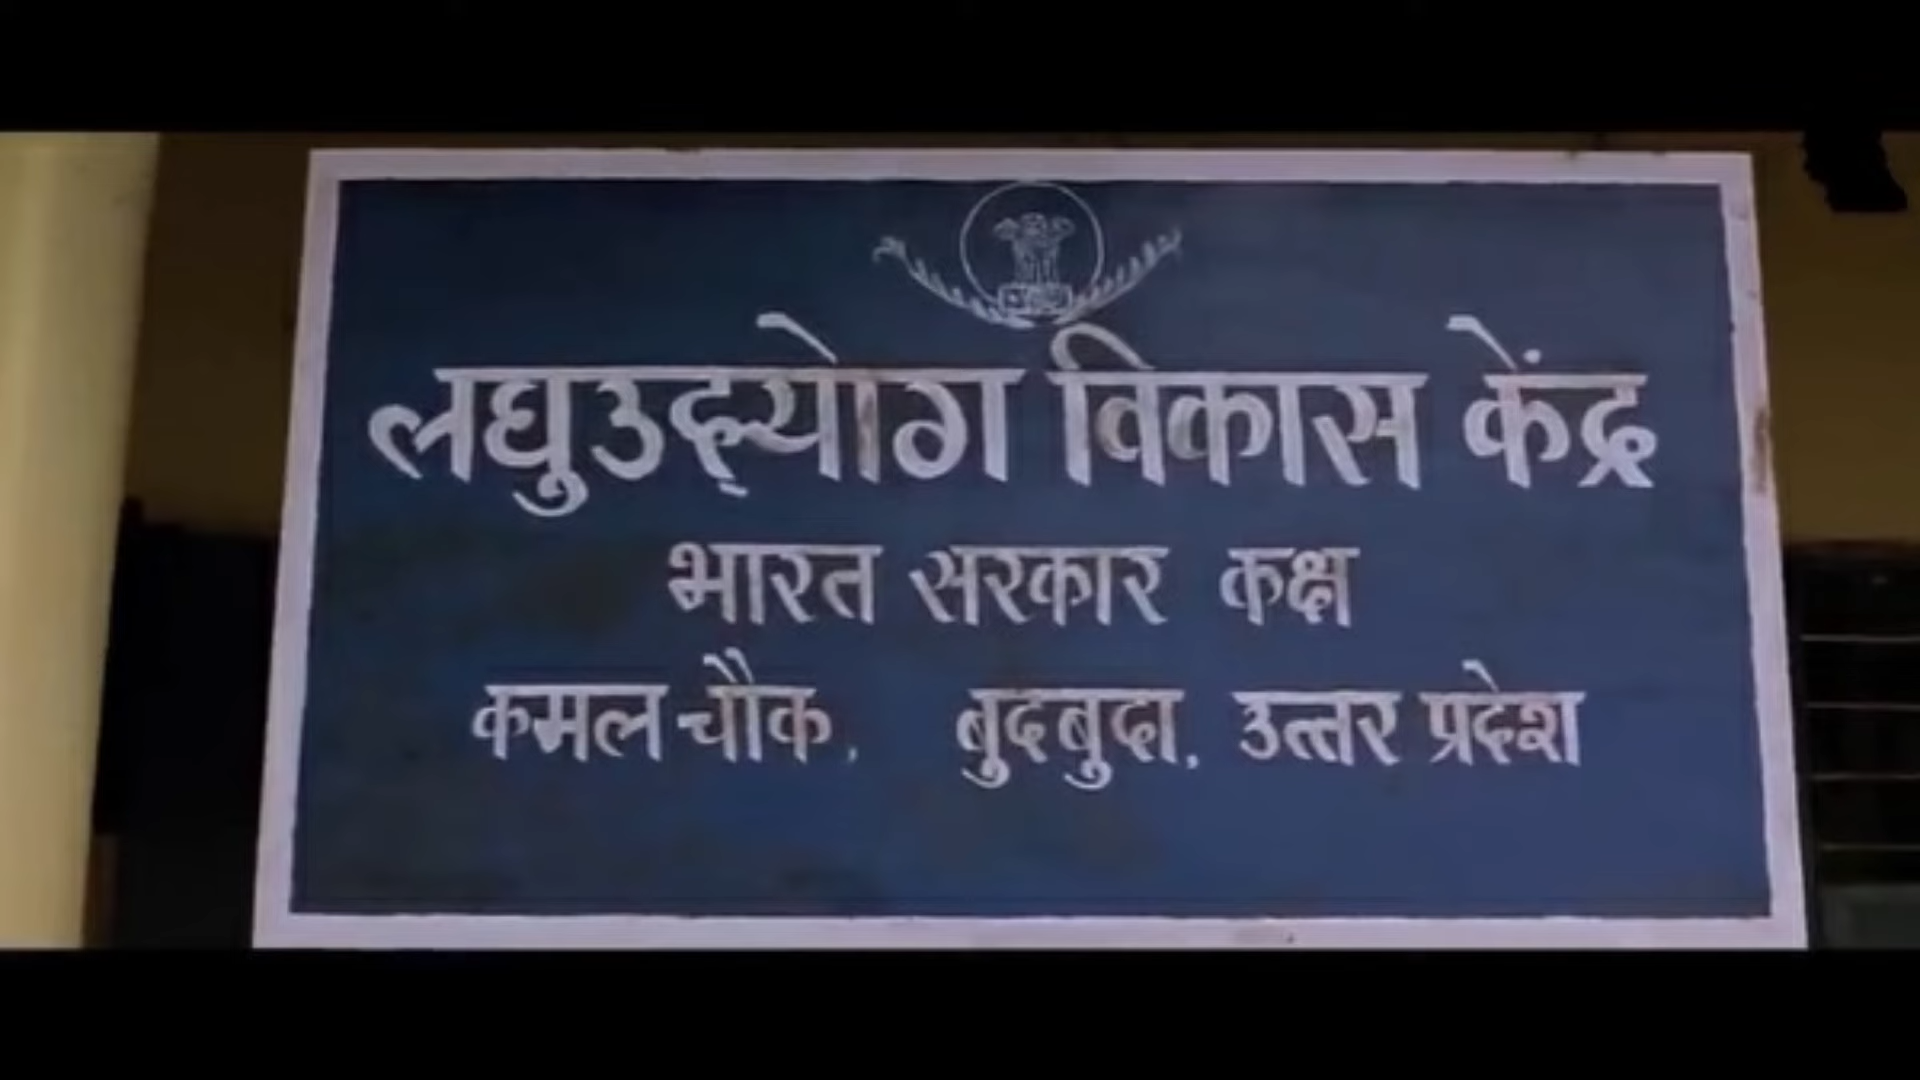 लघुउद्‌योग विकास केंद्र
भारत सरकार कक्ष
कमल चौक, बुदबुदा, उत्तर प्रदेश